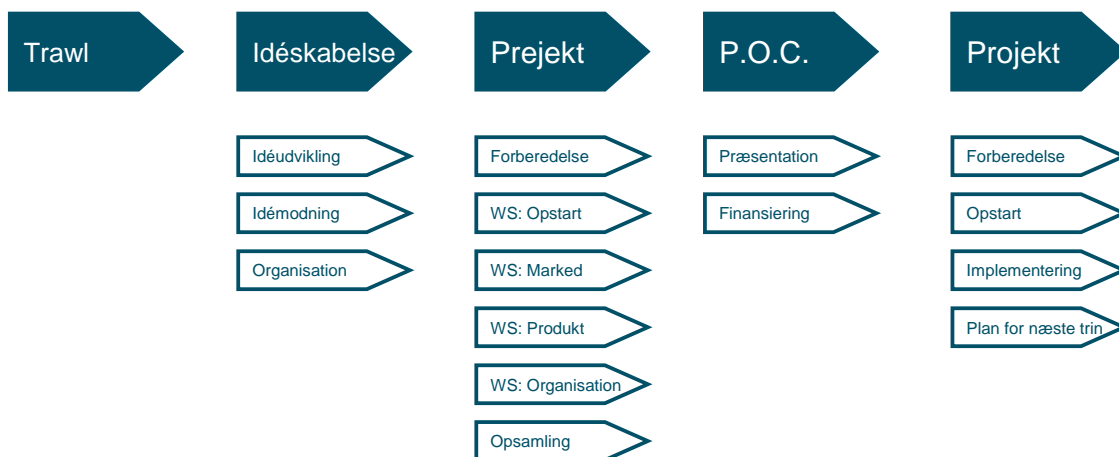 Trawl
Idéskabelse
Prejekt
P.O.C.
Projekt
Idéudvikling
Idémodning
Organisation
Forberedelse
WS: Opstart
WS: Marked
WS: Produkt
WS: Organisation
Opsamling
Præsentation
Finansiering
Forberedelse
Opstart
Implementering
Plan for næste trin